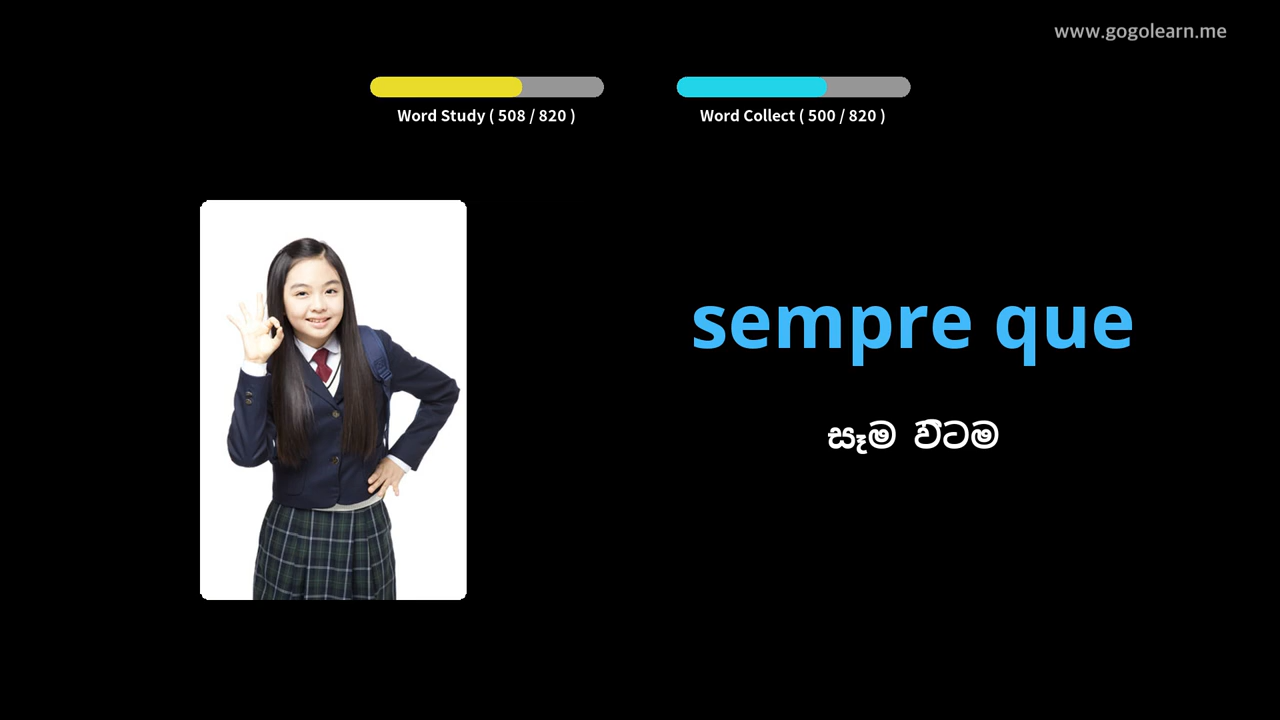 www.gogolearn.me
Word Study ( 508 / 820 )
Word Collect ( 500 / 820 )
sempre que
සෑම විටම